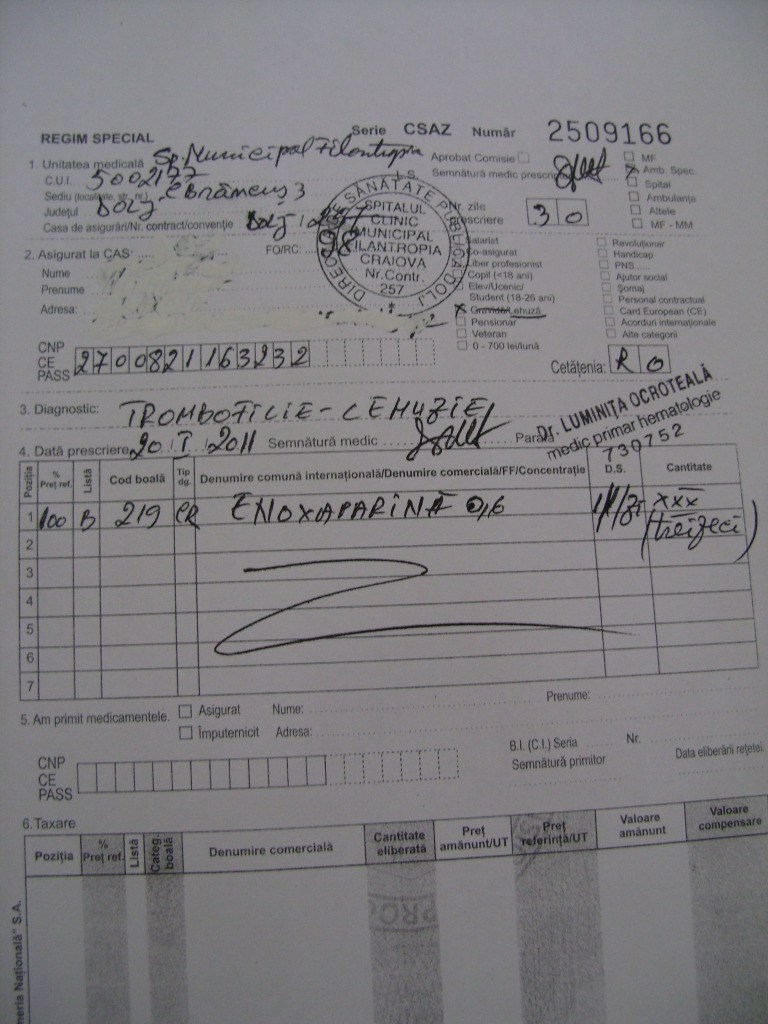 REGIM SPECIAL Serie CSAZ Număr 2509166
1. Unitatea medicală Sp. Municipal Filantropia Aprobat Comisie MF
C.U.I. 5002177 Semnătură medic prescriptor Amb. Spec.
Sediu (localitate, str., nr.) Spital
Județul DOLJ Ambulanța
Casa de asigurări/Nr. contract/convenție Dolj Nr. zile prescriere 30 Altele
MF - MM
L.S.
DIRECȚIA SĂNĂTATE PUBLICĂ DOLJ
SPITALUL
CLINIC
MUNICIPAL
FILANTROPIA
CRAIOVA
Nr.Contr.
257
2. Asigurat la CAS: FO/RC:
Nume
Prenume
Adresa:
Salariat Revoluționar
Co-asigurat Handicap
Liber profesionist PNS
Copil (<18 ani) Ajutor social
Elev/Ucenic/ Șomaj
Student (18-26 ani) Personal contractual
Gravidă/Lehuză Card European (CE)
Pensionar Acorduri internaționale
Veteran Alte categorii
0 - 700 lei/lună
CNP
CE 2700821163232
PASS
Cetățenia: RO
3. Diagnostic: TROMBOFILIE - LEHUZIE
Dr. LUMINIȚA OCROTEALĂ
medic primar hematologie
730752
4. Dată prescriere 20 I 2011 Semnătură medic Parafa
Poziția % Preț ref. Listă Cod boală Tip dg. Denumire comună internațională/Denumire comercială/FF/Concentrație D.S. Cantitate
1 100 B 219 CR ENOXAPARINĂ 0,6 XXX
(treizeci)
2
3
4
5
6
7
5. Am primit medicamentele. Asigurat Nume: Prenume:
Împuternicit Adresa:
B.I. (C.I.) Seria Nr.
Semnătură primitor Data eliberării rețetei
CNP
CE
PASS
6. Taxare
Poziția % Preț ref. Listă Categ. boală Denumire comercială Cantitate eliberată Preț amănunt/UT Preț referință/UT Valoare amănunt Valoare compensare
Națională" S.A.